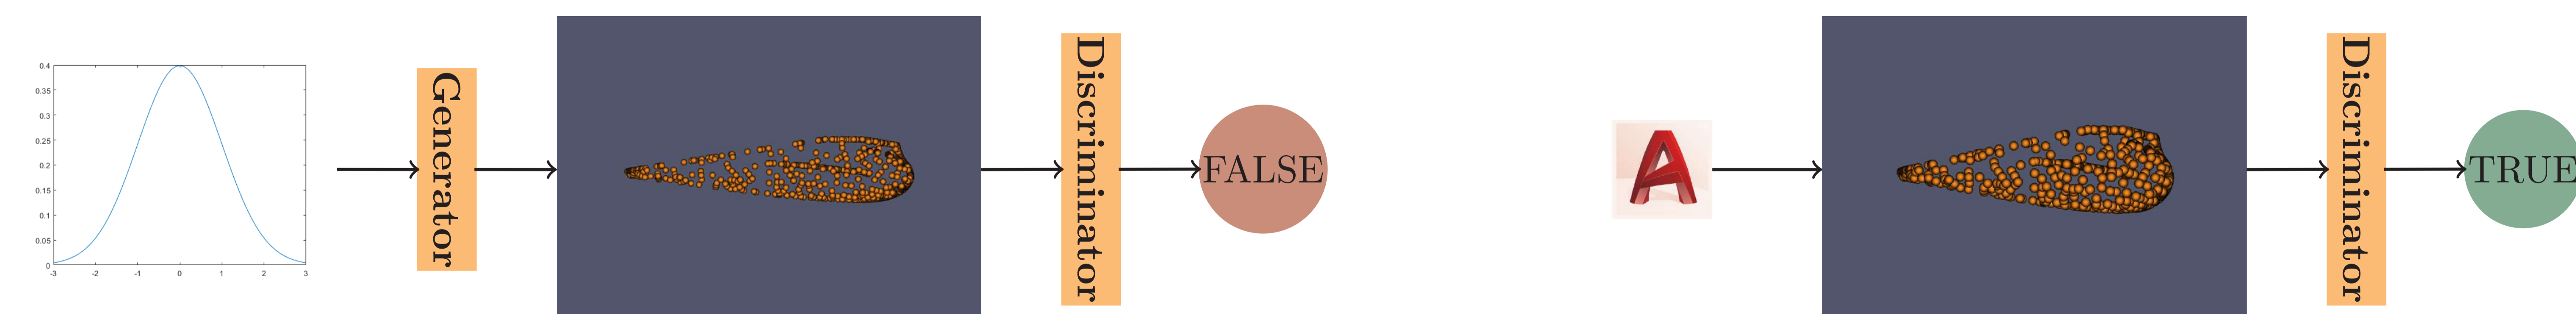 0.4
0.35
0.3
0.25
0.2
0.15
0.1
0.05
0
-3 -2 -1 0 1 2 3
Generator
Discriminator
FALSE
Discriminator
TRUE